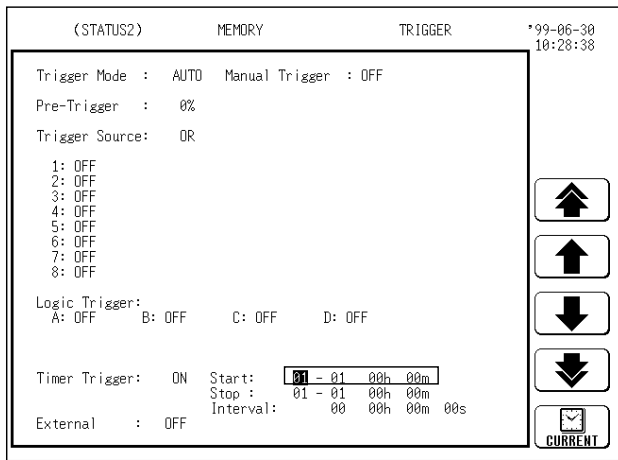 (STATUS2) MEMORY TRIGGER '99-06-30
10:28:38
Trigger Mode : AUTO Manual Trigger : OFF
Pre-Trigger : 0%
Trigger Source: OR
1: OFF
2: OFF
3: OFF
4: OFF
5: OFF
6: OFF
7: OFF
8: OFF
Logic Trigger:
A: OFF B: OFF C: OFF D: OFF
Timer Trigger: ON Start: 01 - 01 00h 00m
Stop : 01 - 01 00h 00m
Interval: 00 00h 00m 00s
External : OFF
CURRENT